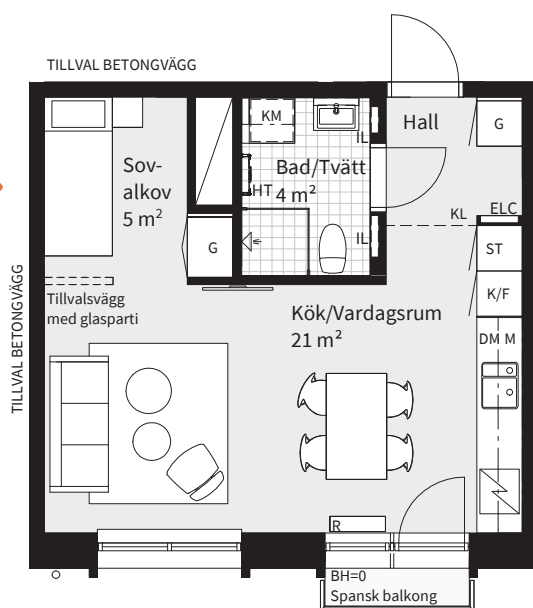 TILLVAL BETONGVÄGG
TILLVAL BETONGVÄGG
Sov-
alkov
5 m²
KM
IL
Bad/Tvätt
HT
4 m²
IL
Hall
G
KL
ELC
G
ST
K/F
Tillvalsvägg
med glasparti
Kök/Vardagsrum
21 m²
DM M
R
BH=0
Spansk balkong